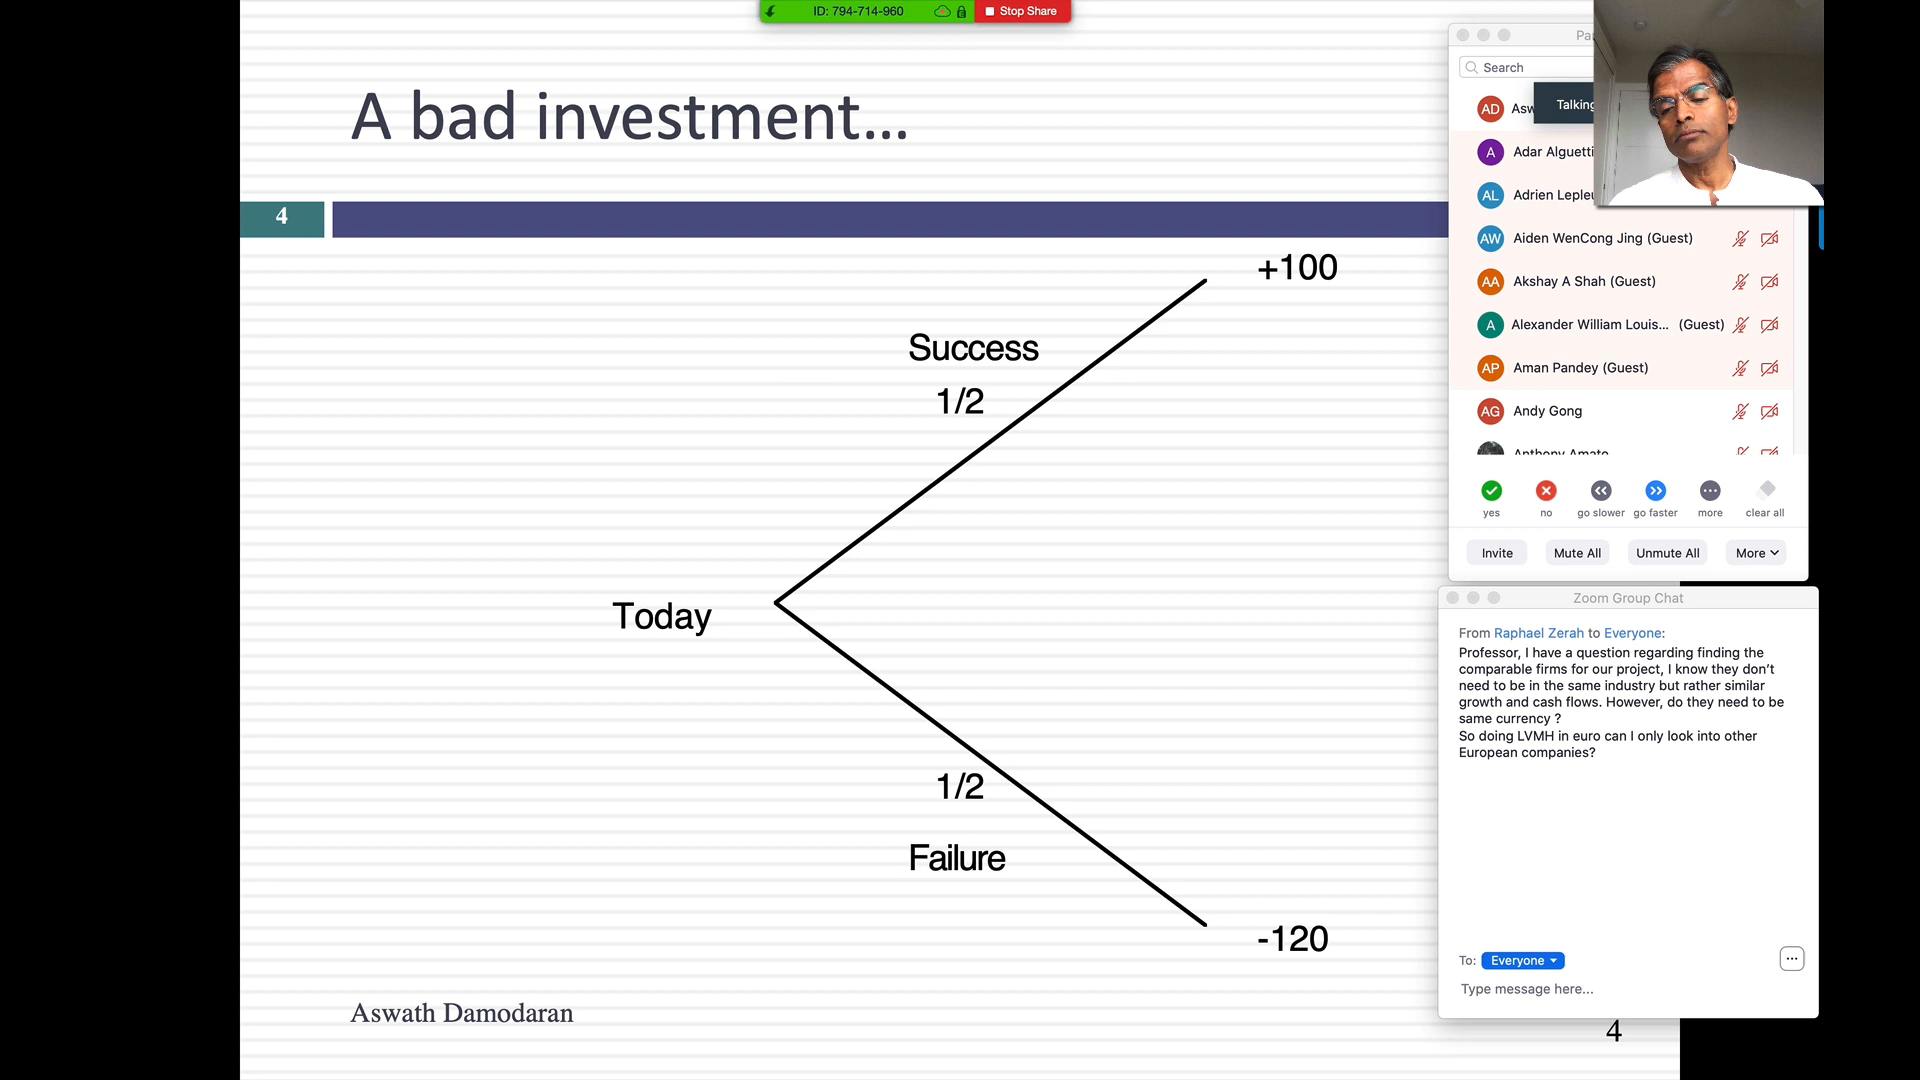 ID: 794-714-960
Stop Share
A bad investment...
4
+100
Success
1/2
Today
1/2
Failure
-120
Aswath Damodaran
4
Search
AD
Talking
A Adar Alguetti
AL Adrien
AW Aiden WenCong Jing (Guest)
AA Akshay A Shah (Guest)
A Alexander William Louis... (Guest)
AP Aman Pandey (Guest)
AG Andy Gong
Anthony Amato
yes no go slower go faster more clear all
Invite Mute All Unmute All More
Zoom Group Chat
From Raphael Zerah to Everyone:
Professor, I have a question regarding finding the
comparable firms for our project, I know they don't
need to be in the same industry but rather similar
growth and cash flows. However, do they need to be
same currency ?
So doing LVMH in euro can I only look into other
European companies?
To: Everyone
Type message here...